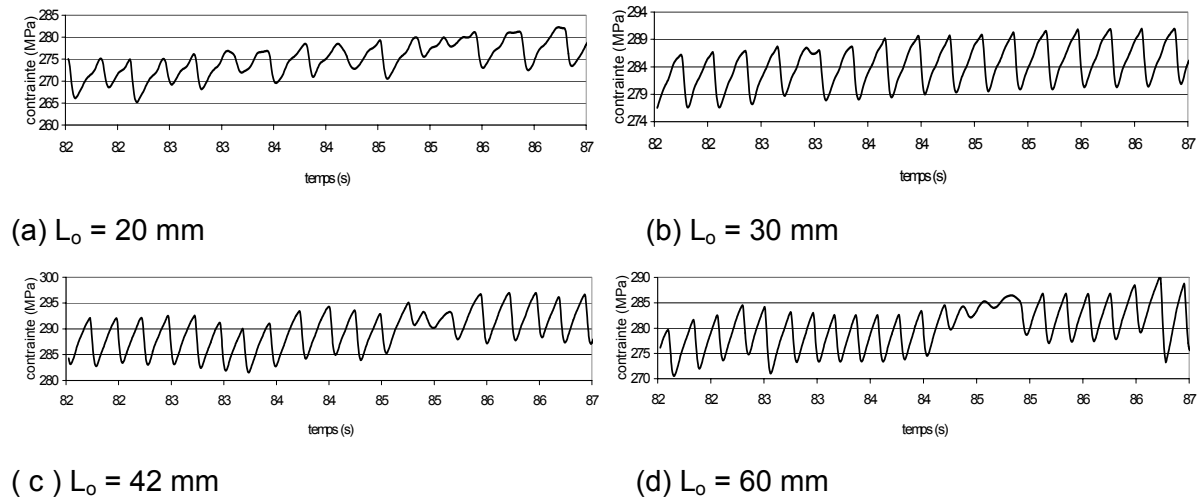 contrainte (MPa)
285
280
275
270
265
260
82 82 82 83 83 84 84 85 85 86 86 87
temps (s)
(a) Lo = 20 mm
contrainte (MPa)
294
289
284
279
274
82 82 82 83 83 84 84 85 85 86 86 87
temps (s)
(b) Lo = 30 mm
contrainte (MPa)
300
295
290
285
280
82 82 83 83 84 84 85 85 86 86 87
temps (s)
( c ) Lo = 42 mm
contrainte (MPa)
290
285
280
275
270
82 82 83 83 84 84 85 85 86 86 87
temps (s)
(d) Lo = 60 mm